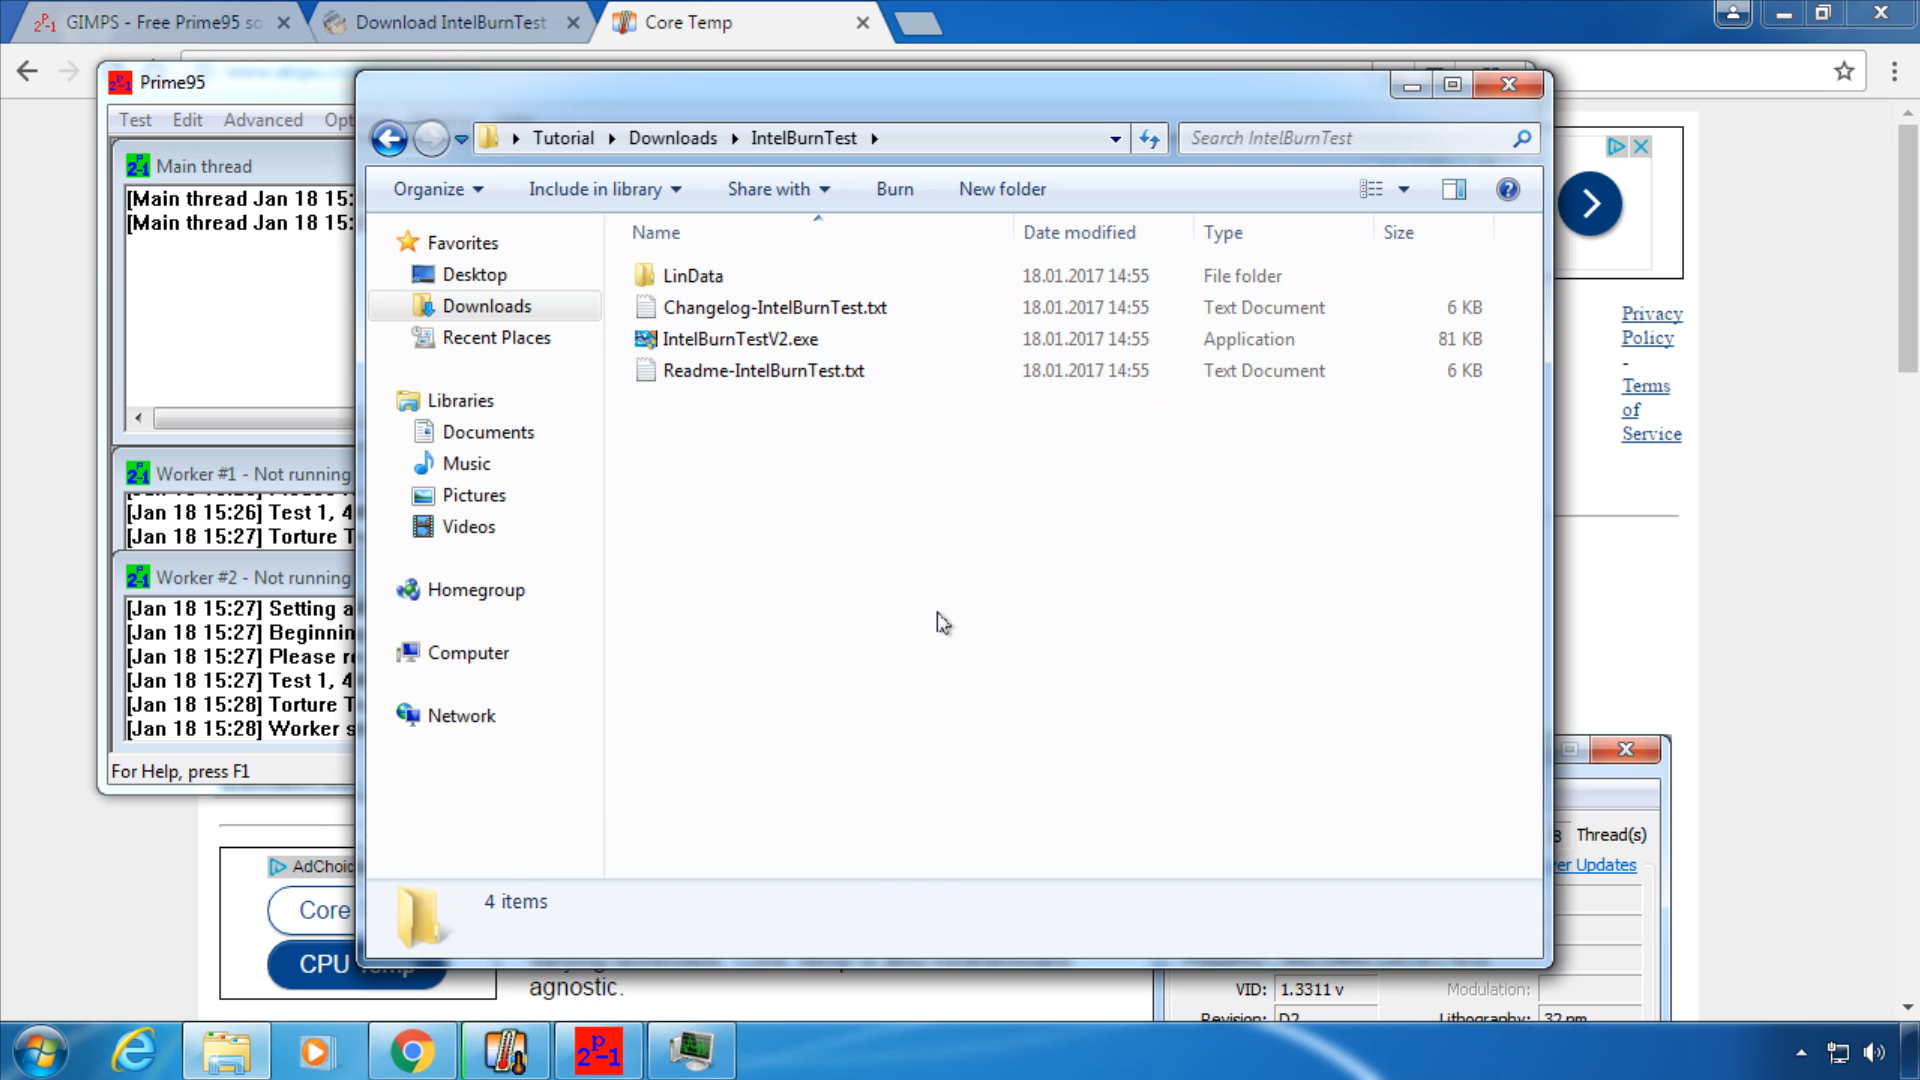 GIMPS - Free Prime95 so
Download IntelBurnTest
Core Temp
Prime95
Test Edit Advanced Opt
Main thread
[Main thread Jan 18 15:
[Main thread Jan 18 15:
Worker #1 - Not running
[Jan 18 15:26] Test 1, 4
[Jan 18 15:27] Torture T
Worker #2 - Not running
[Jan 18 15:27] Setting a
[Jan 18 15:27] Beginnin
[Jan 18 15:27] Please re
[Jan 18 15:27] Test 1, 4
[Jan 18 15:28] Torture T
[Jan 18 15:28] Worker s
For Help, press F1
Tutorial Downloads IntelBurnTest
Search IntelBurnTest
Organize Include in library Share with Burn New folder
Favorites
Desktop
Downloads
Recent Places
Libraries
Documents
Music
Pictures
Videos
Homegroup
Computer
Network
Name Date modified Type Size
LinData 18.01.2017 14:55 File folder
Changelog-IntelBurnTest.txt 18.01.2017 14:55 Text Document 6 KB
IntelBurnTestV2.exe 18.01.2017 14:55 Application 81 KB
Readme-IntelBurnTest.txt 18.01.2017 14:55 Text Document 6 KB
4 items
Privacy
Policy
-
Terms
of
Service
Thread(s)
er Updates
AdChoic
Core
CPU Temp
agnostic.
VID: 1.3311 v Modulation:
Revision: D2 Lithography: 32 nm